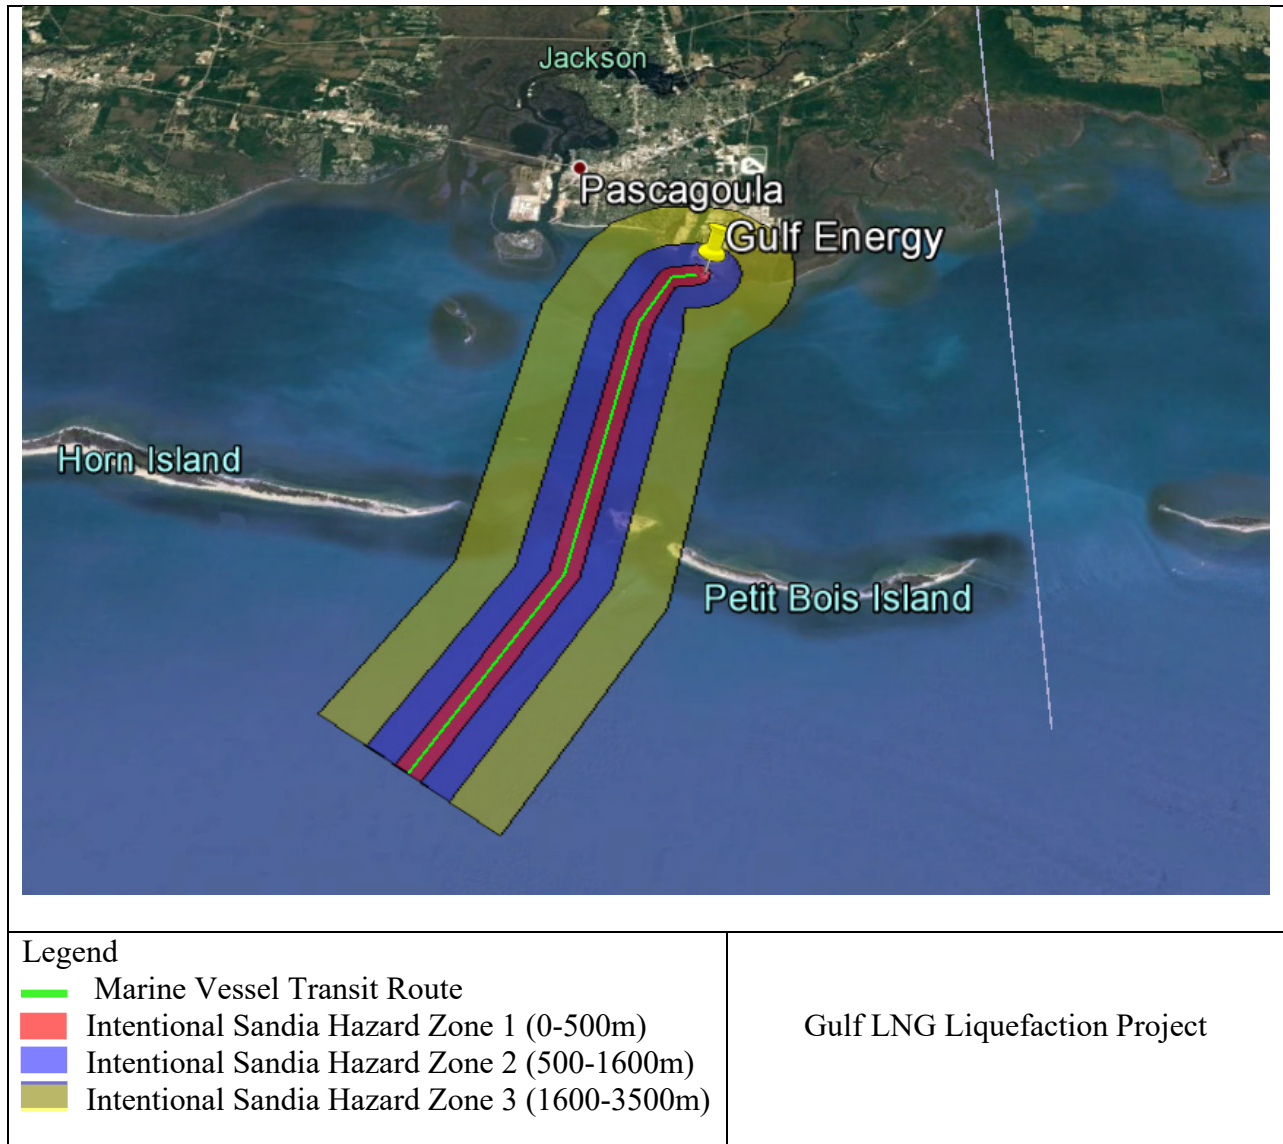 Jackson
Pascagoula
Gulf Energy
Horn Island
Petit Bois Island
Legend
Marine Vessel Transit Route
Intentional Sandia Hazard Zone 1 (0-500m)
Intentional Sandia Hazard Zone 2 (500-1600m)
Intentional Sandia Hazard Zone 3 (1600-3500m)
Gulf LNG Liquefaction Project